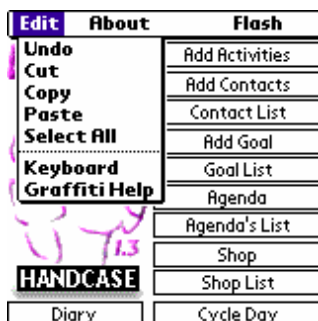 Edit About Flash
Undo
Cut
Copy
Paste
Select All
Keyboard
Graffiti Help
Add Activities
Add Contacts
Contact List
Add Goal
Goal List
Agenda
Agenda's List
Shop
Shop List
1.3
HANDCASE
Diary
Cycle Day